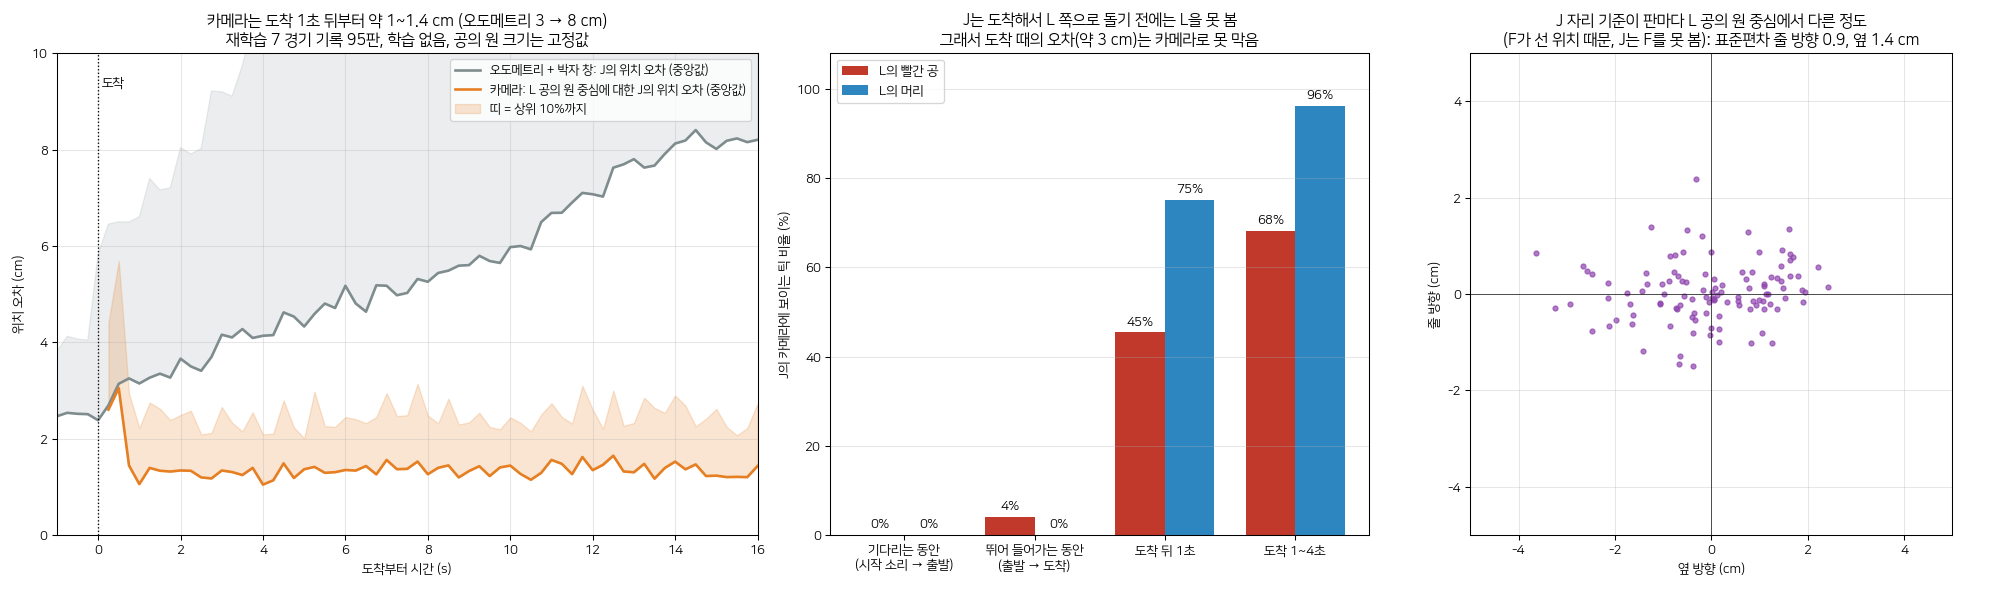 카메라는 도착 1초 뒤부터 약 1~1.4 cm (오도메트리 3 → 8 cm)
재학습 7 경기 기록 95판, 학습 없음, 공의 원 크기는 고정값
10
8
6
4
2
0
위치 오차 (cm)
도착
오도메트리 + 박자 창: J의 위치 오차 (중앙값)
카메라: L 공의 원 중심에 대한 J의 위치 오차 (중앙값)
띠 = 상위 10%까지
0 2 4 6 8 10 12 14 16
도착부터 시간 (s)
J는 도착해서 L 쪽으로 돌기 전에는 L을 못 봄
그래서 도착 때의 오차(약 3 cm)는 카메라로 못 막음
100
80
60
40
20
0
J의 카메라에 보이는 틱 비율 (%)
L의 빨간 공
L의 머리
0% 0%
4% 0%
45% 75%
68% 96%
기다리는 동안
(시작 소리 → 출발)
뛰어 들어가는 동안
(출발 → 도착)
도착 뒤 1초
도착 1~4초
J 자리 기준이 판마다 L 공의 원 중심에서 다른 정도
(F가 선 위치 때문, J는 F를 못 봄): 표준편차 줄 방향 0.9, 옆 1.4 cm
4
2
0
-2
-4
줄 방향 (cm)
-4 -2 0 2 4
옆 방향 (cm)